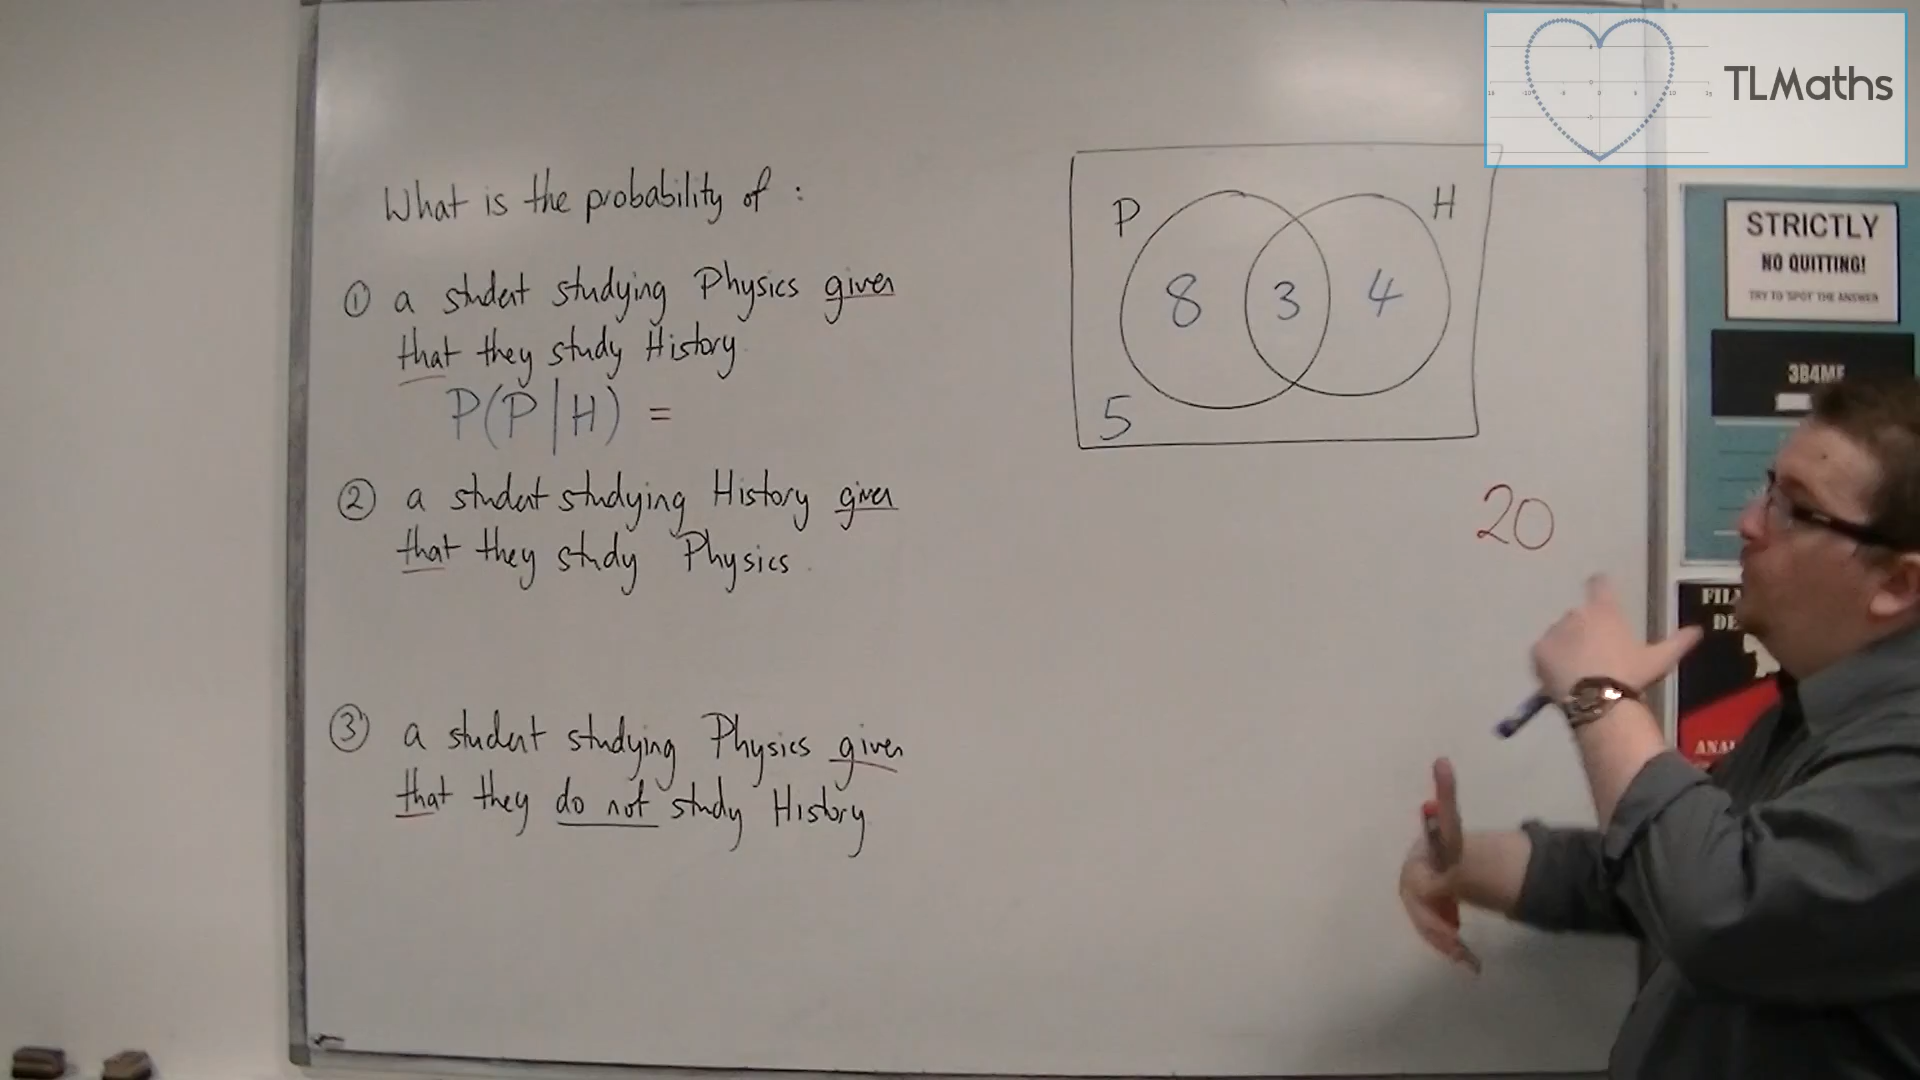 TLMaths
What is the probability of :
① a student studying Physics given
that they study History
P(P|H) =
② a student studying History given
that they study Physics.
③ a student studying Physics given
that they do not study History
P
H
8
3
4
5
20
STRICTLY
NO QUITTING!
TRY TO SPOT THE ANSWER